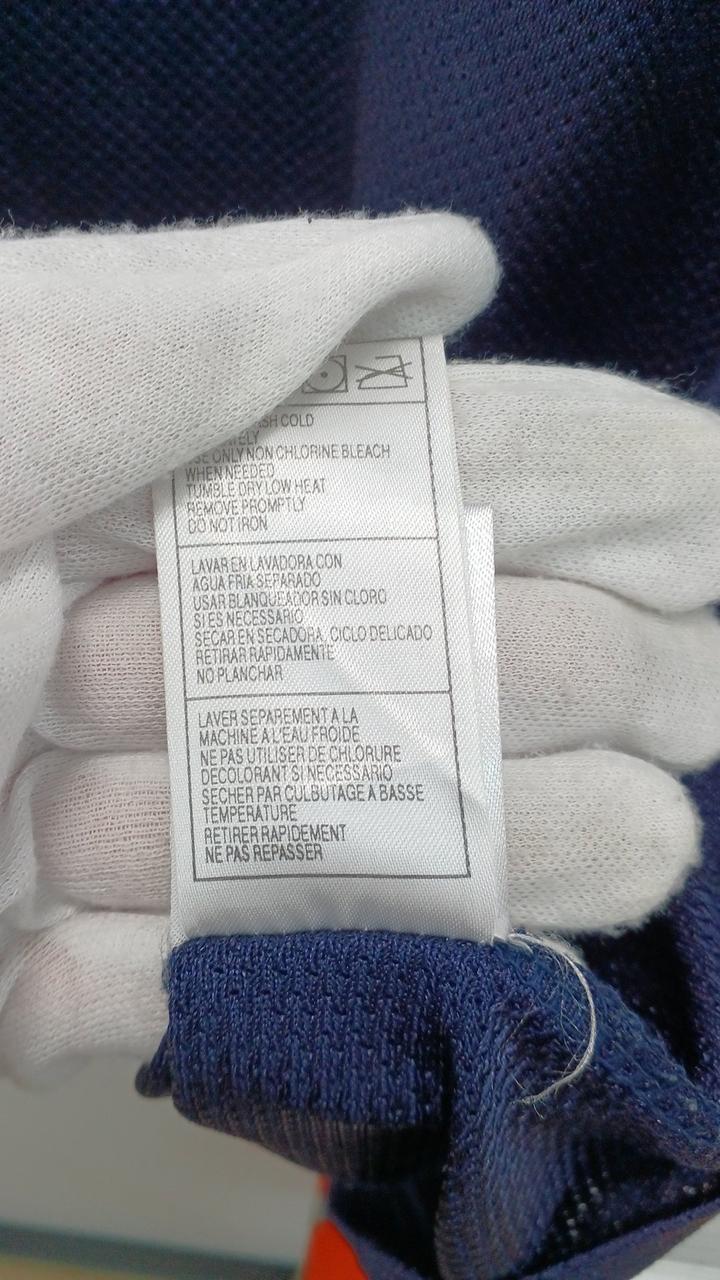 SH COLD
ELY
SE ONLY NON CHLORINE BLEACH
WHEN NEEDED
TUMBLE DRY LOW HEAT
REMOVE PROMPTLY
DO NOT IRON
LAVAR EN LAVADORA CON
AGUA FRIA SEPARADO
USAR BLANQUEADOR SIN CLORO
SI ES NECESSARIO
SECAR EN SECADORA, CICLO DELICADO
RETIRAR RAPIDAMENTE
NO PLANCHAR
LAVER SEPAREMENT A LA
MACHINE A L'EAU FROIDE
NE PAS UTILISER DE CHLORURE
DECOLORANT SI NECESSARIO
SECHER PAR CULBUTAGE A BASSE
TEMPERATURE
RETIRER RAPIDEMENT
NE PAS REPASSER